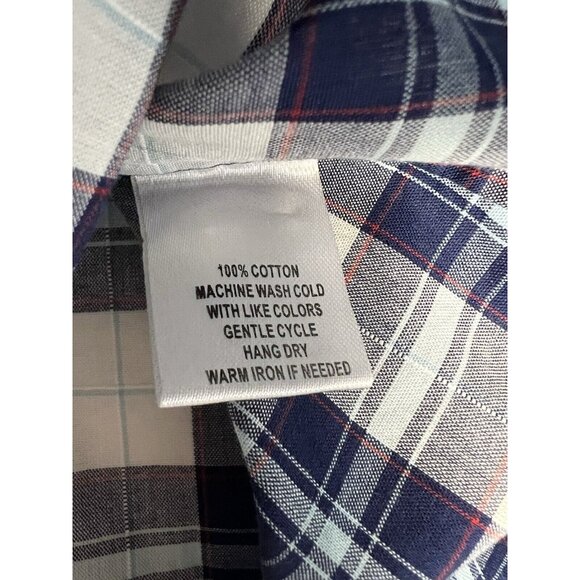 100% COTTON
MACHINE WASH COLD
WITH LIKE COLORS
GENTLE CYCLE
HANG DRY
WARM IRON IF NEEDED